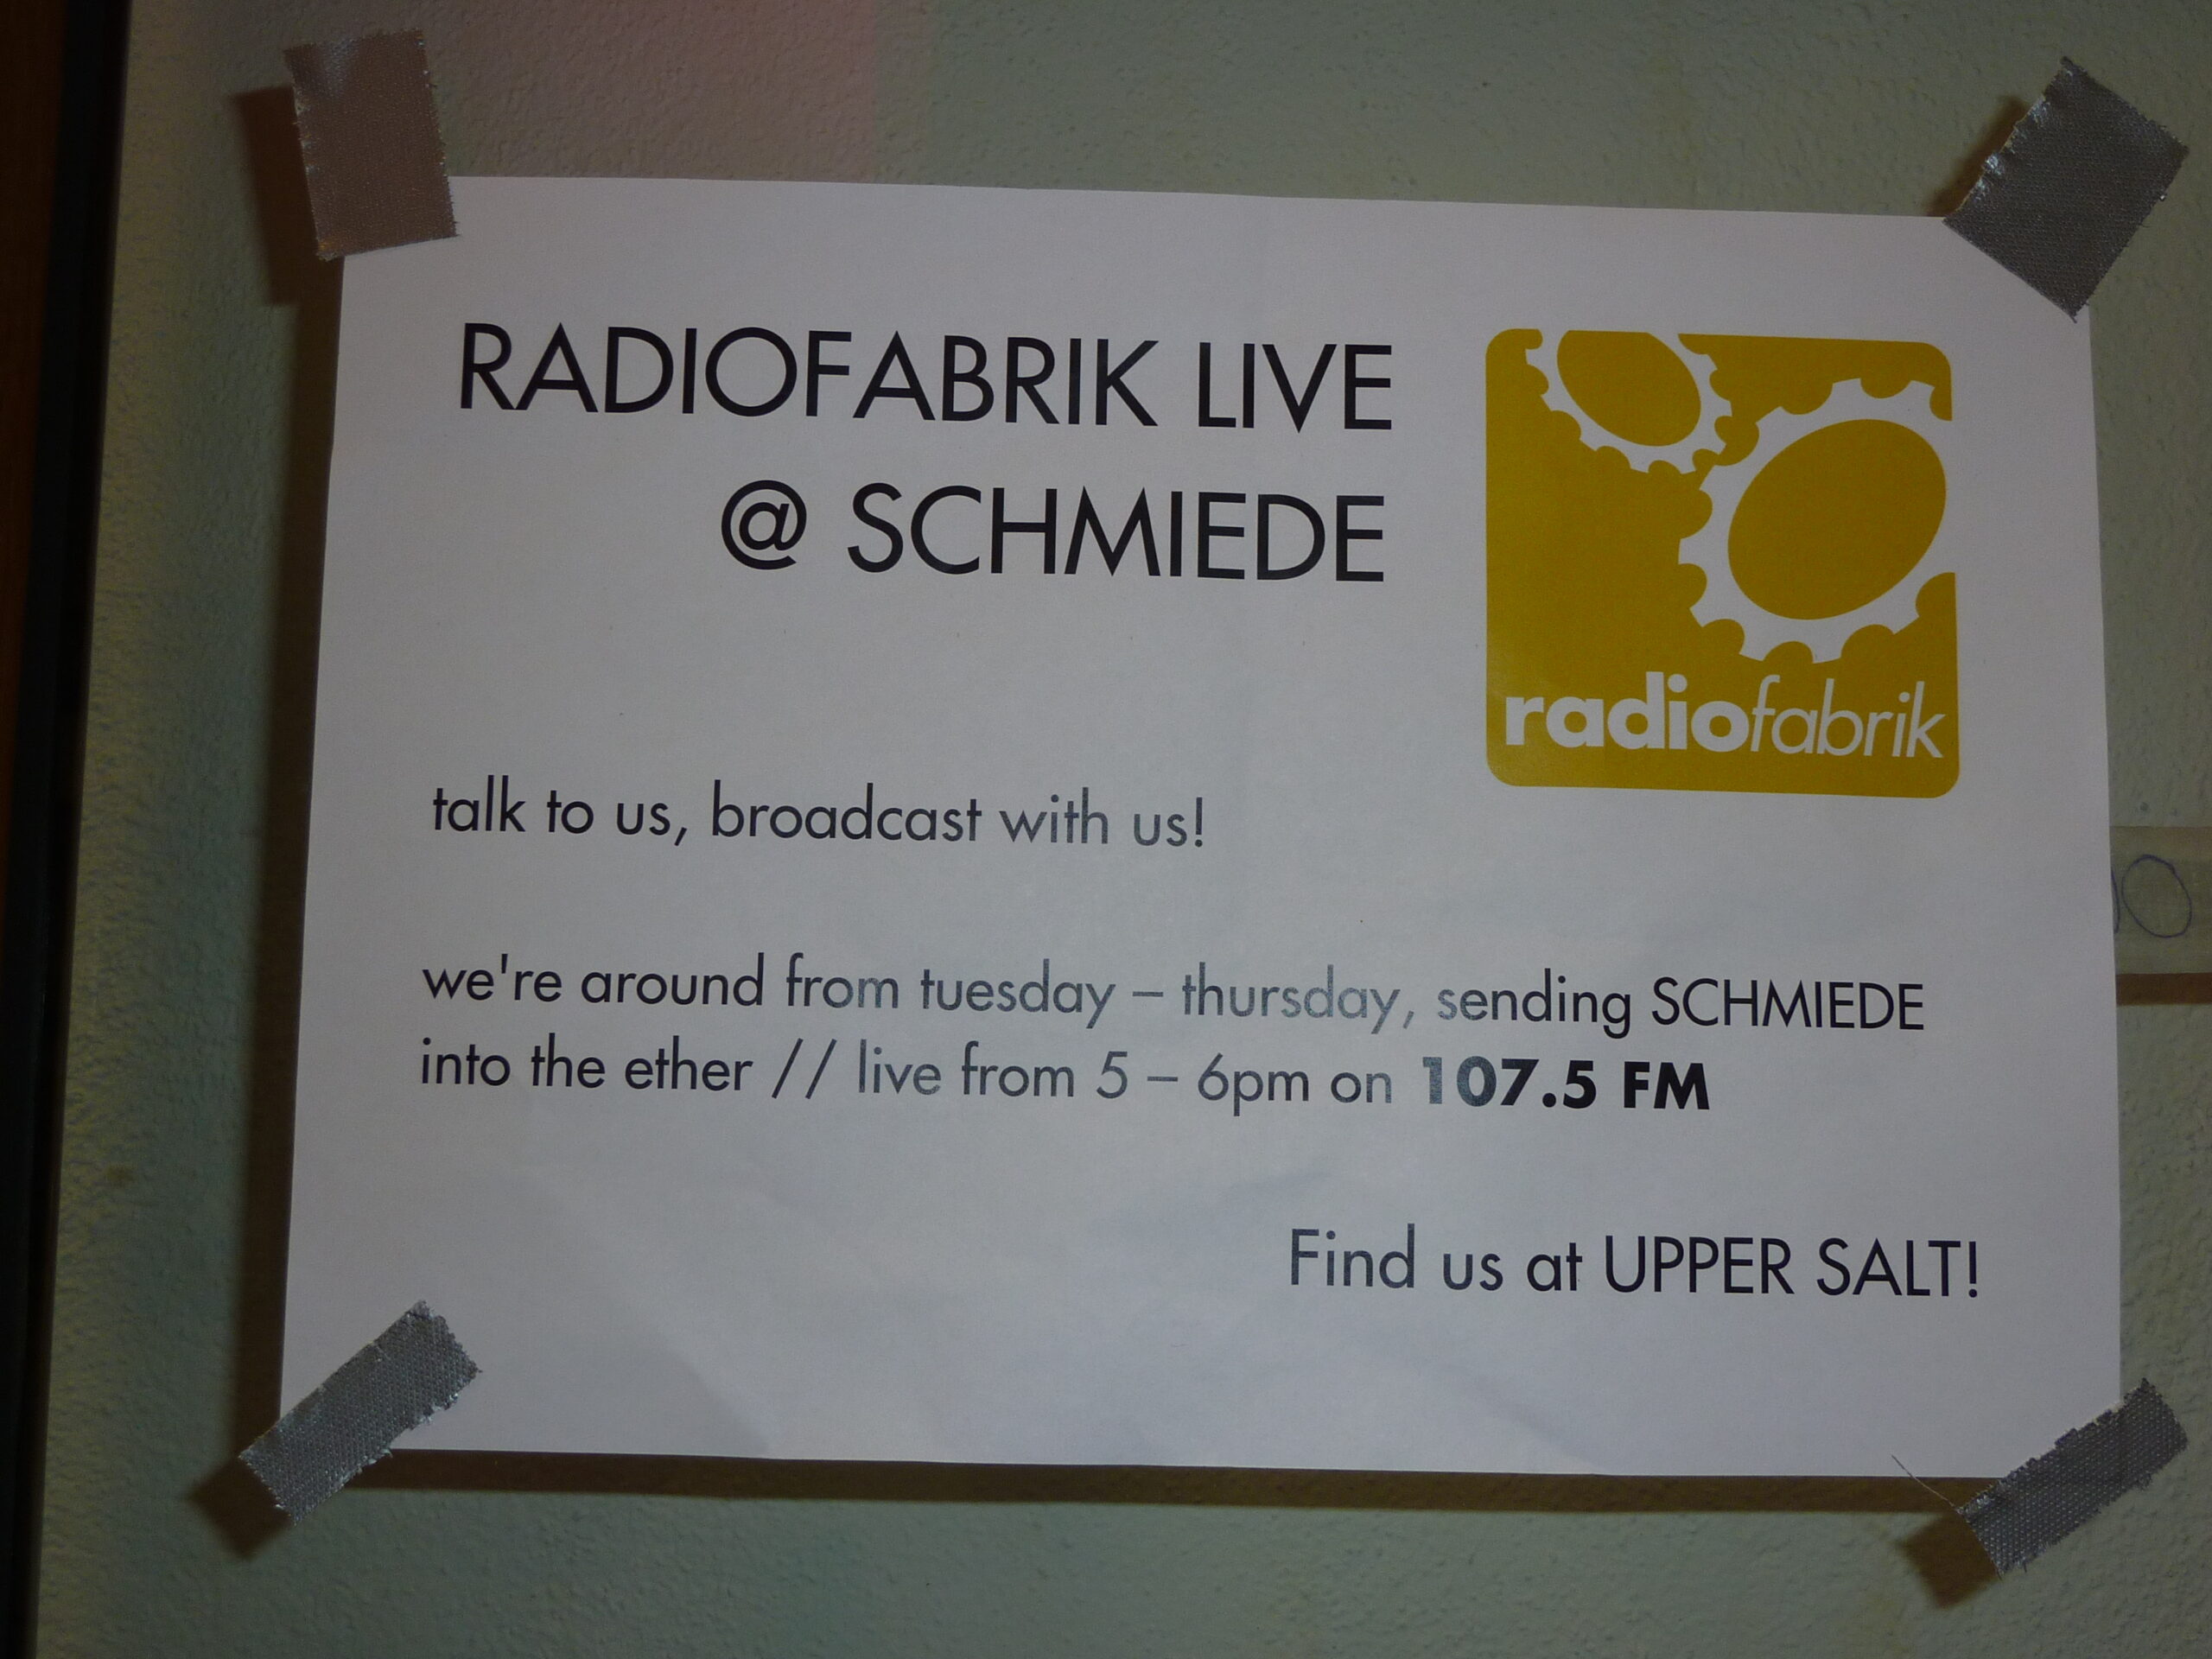 RADIOFABRIK LIVE
@ SCHMIEDE
radiofabrik
talk to us, broadcast with us!
we're around from tuesday – thursday, sending SCHMIEDE
into the ether // live from 5 – 6pm on 107.5 FM
Find us at UPPER SALT!